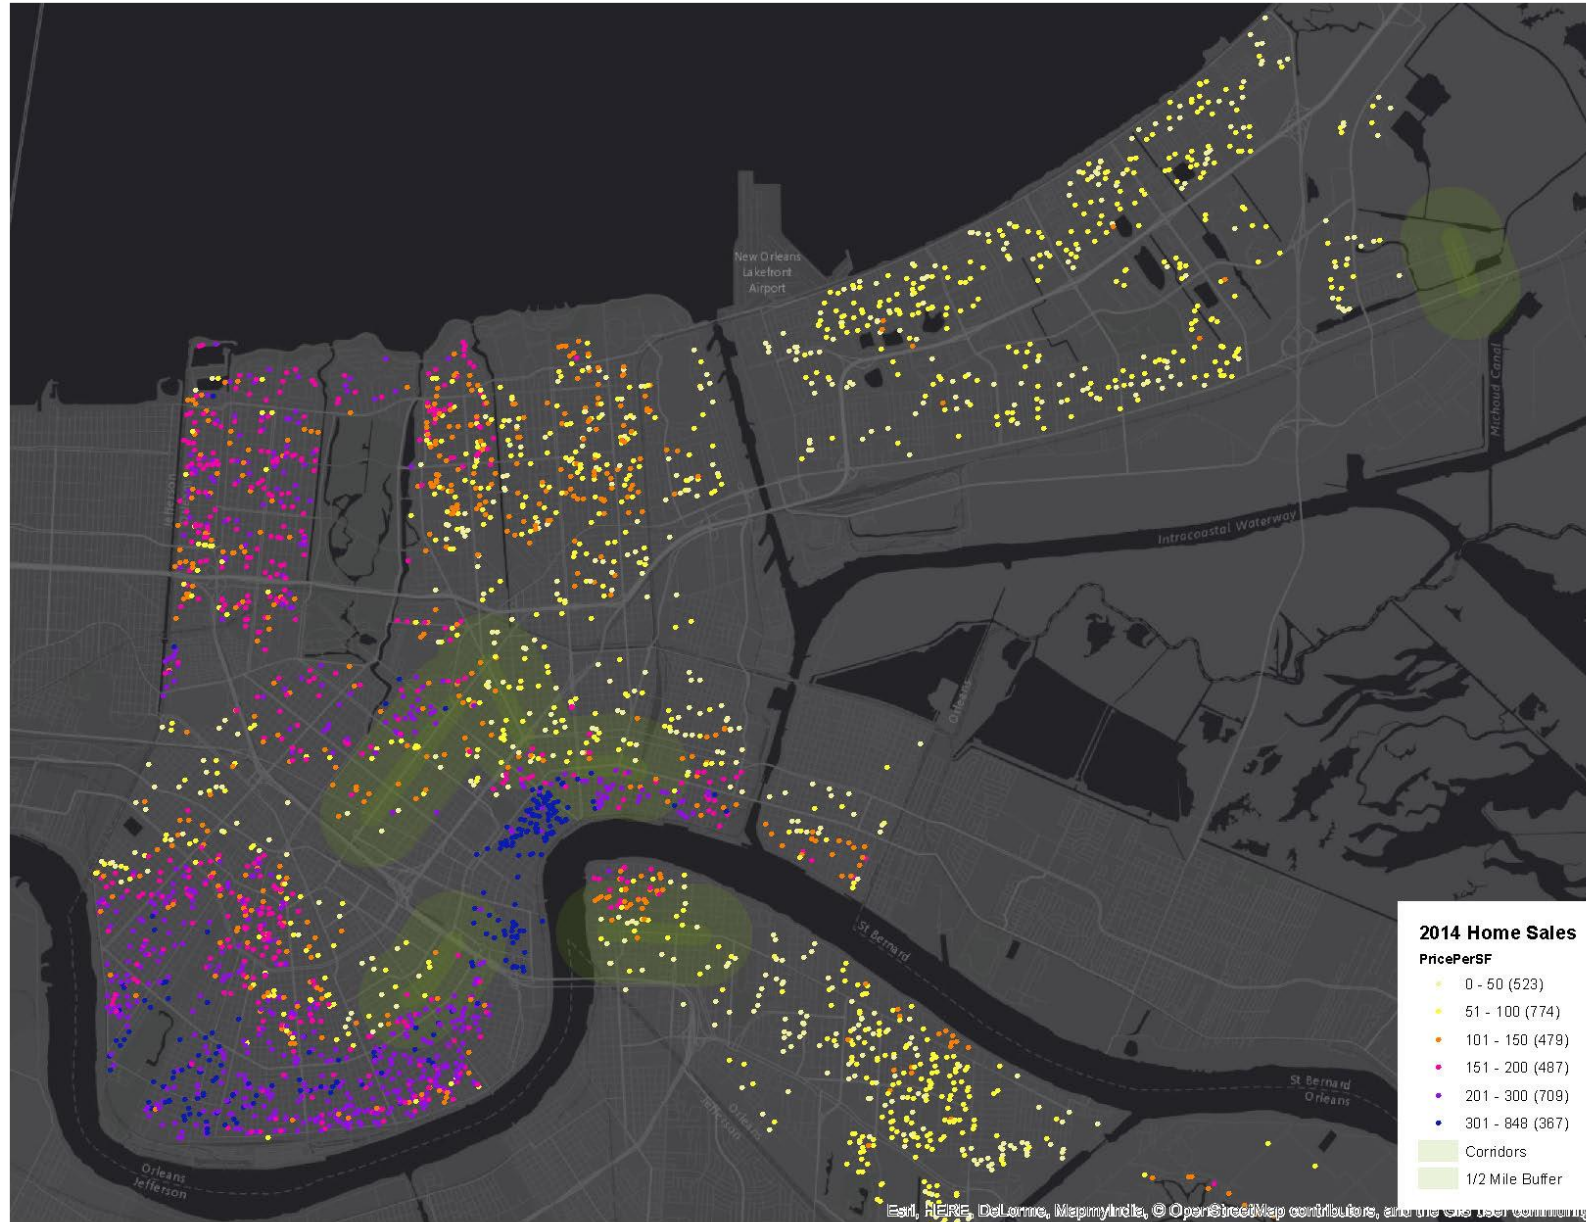 New Orleans
Lakefront
Airport
Michoud Canal
Jefferson
Intracoastal Waterway
Orleans
St Bernard
2014 Home Sales
PricePerSF
0 - 50 (523)
51 - 100 (774)
101 - 150 (479)
151 - 200 (487)
201 - 300 (709)
301 - 848 (367)
Corridors
1/2 Mile Buffer
St Bernard
Orleans
Orleans
Jefferson
Orleans
Jefferson
Esri, HERE, DeLorme, MapmyIndia, © OpenStreetMap contributors, and the GIS user community